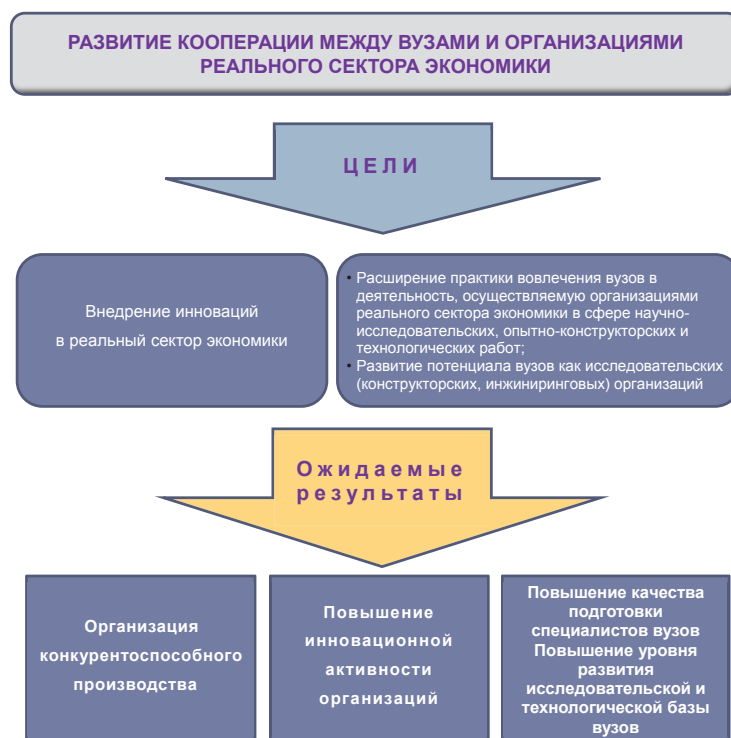 РАЗВИТИЕ КООПЕРАЦИИ МЕЖДУ ВУЗАМИ И ОРГАНИЗАЦИЯМИ
РЕАЛЬНОГО СЕКТОРА ЭКОНОМИКИ
ЦЕЛИ
Внедрение инноваций
в реальный сектор экономики
• Расширение практики вовлечения вузов в
деятельность, осуществляемую организациями
реального сектора экономики в сфере научно-
исследовательских, опытно-конструкторских и
технологических работ;
• Развитие потенциала вузов как исследовательских
(конструкторских, инжиниринговых) организаций
Ожидаемые
результаты
Организация
конкурентоспособного
производства
Повышение
инновационной
активности
организаций
Повышение качества
подготовки
специалистов вузов
Повышение уровня
развития
исследовательской и
технологической базы
вузов